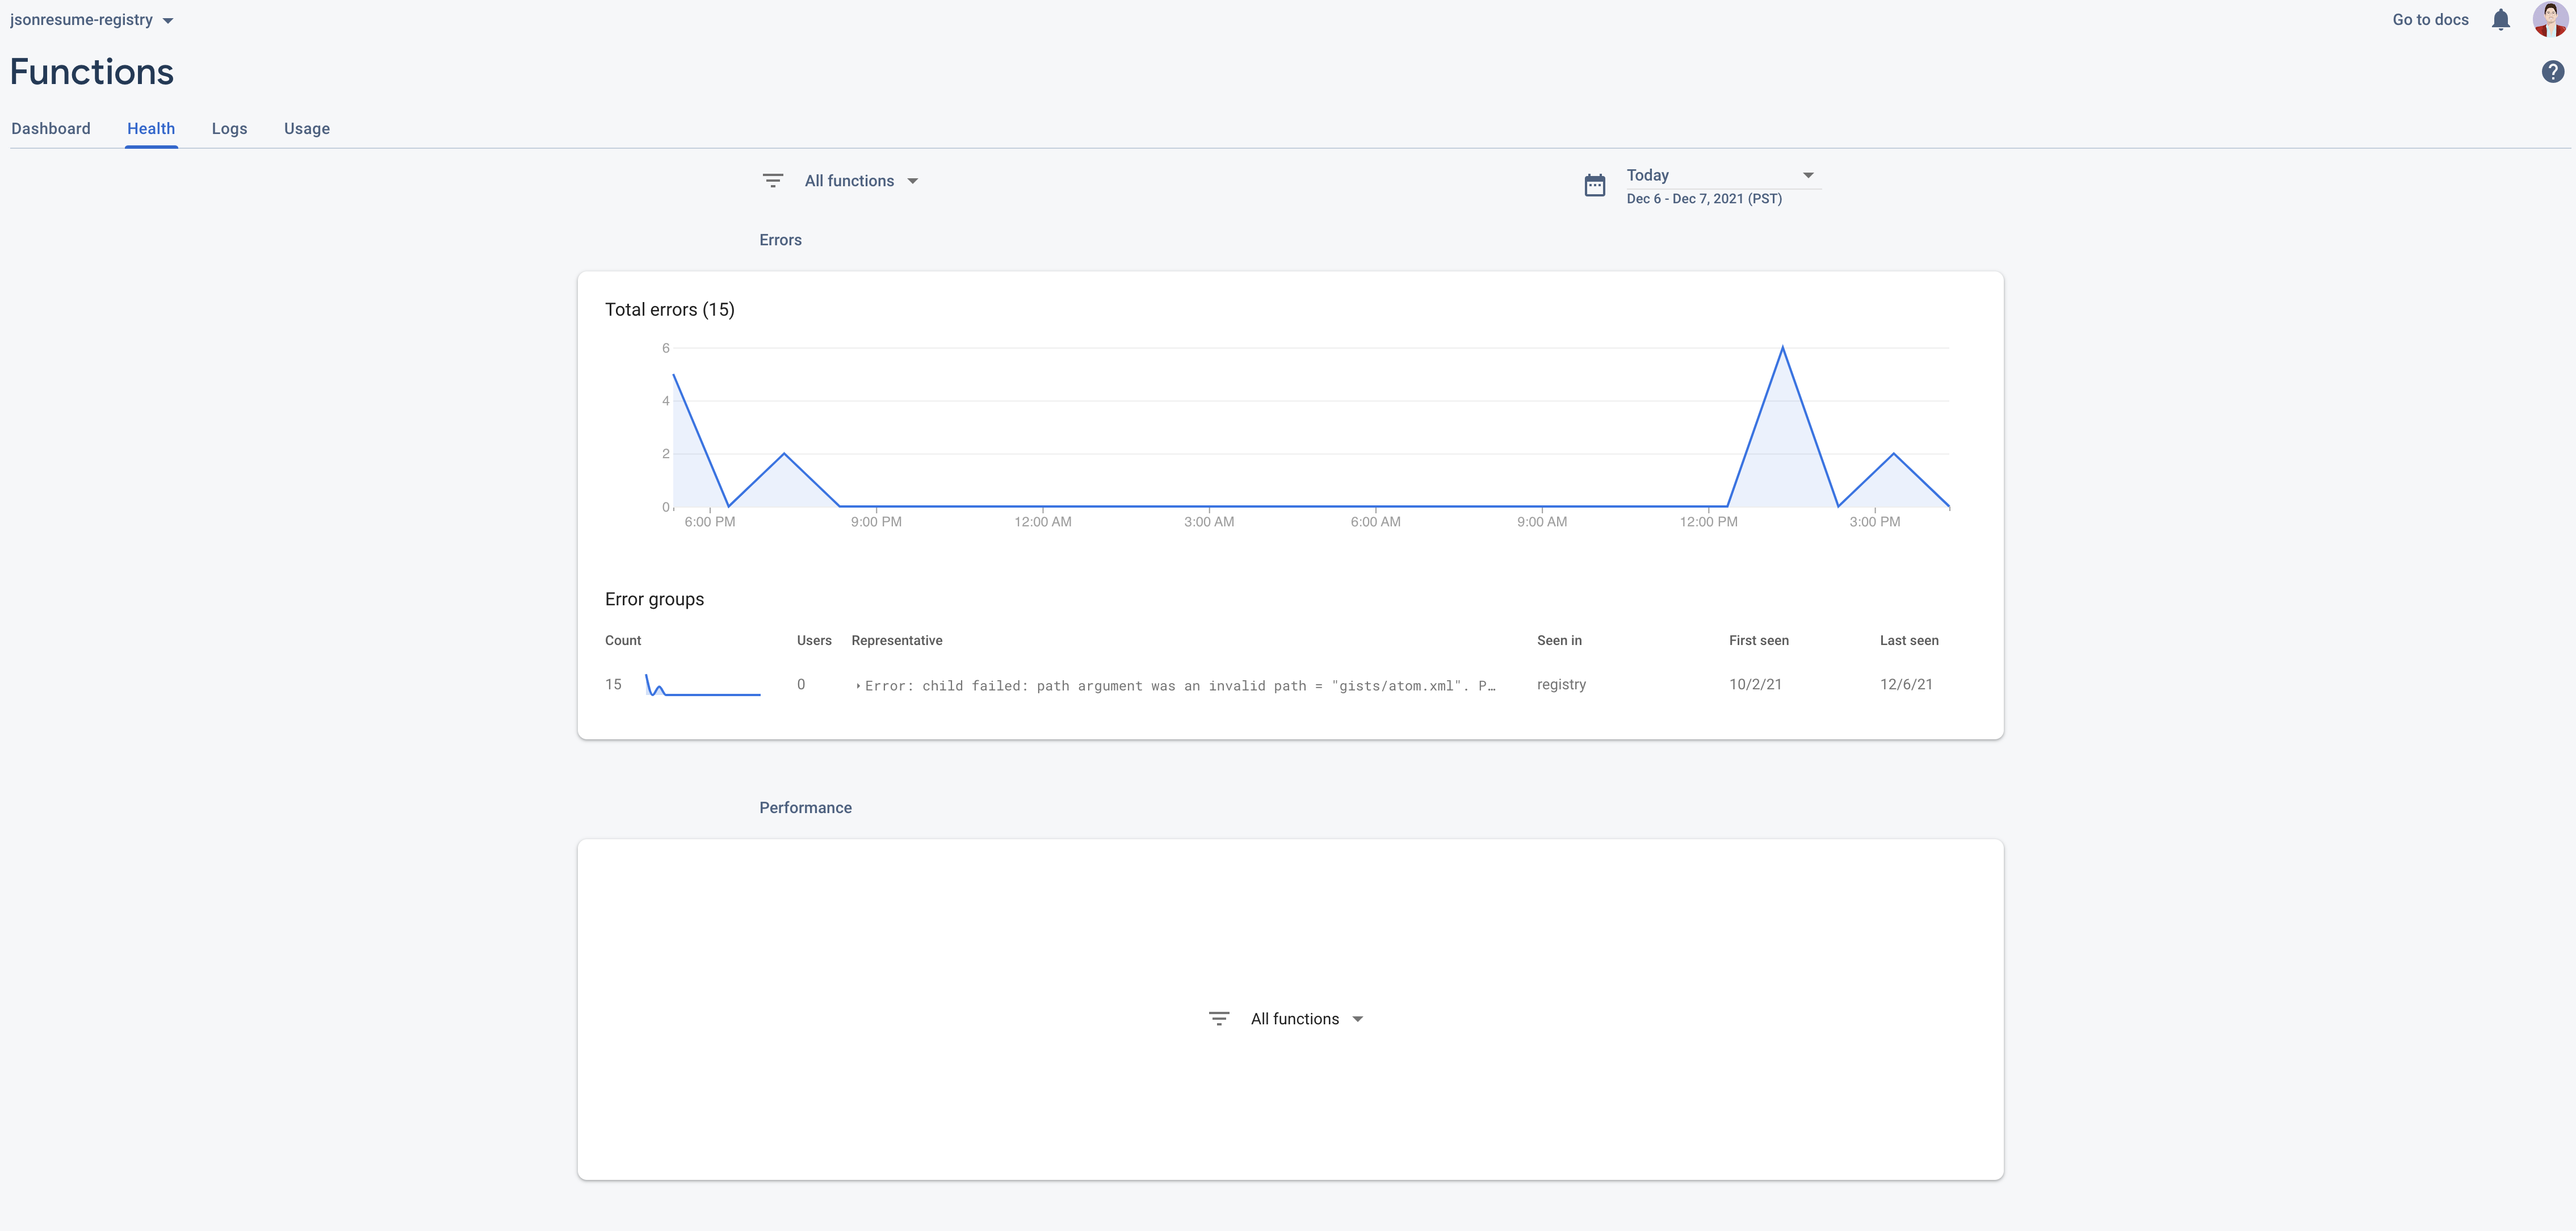 jsonresume-registry
Go to docs
Functions
Dashboard Health Logs Usage
All functions
Today
Dec 6 - Dec 7, 2021 (PST)
Errors
Total errors (15)
6
4
2
0
6:00 PM 9:00 PM 12:00 AM 3:00 AM 6:00 AM 9:00 AM 12:00 PM 3:00 PM
Error groups
Count Users Representative Seen in First seen Last seen
15 0 Error: child failed: path argument was an invalid path = "gists/atom.xml". P… registry 10/2/21 12/6/21
Performance
All functions